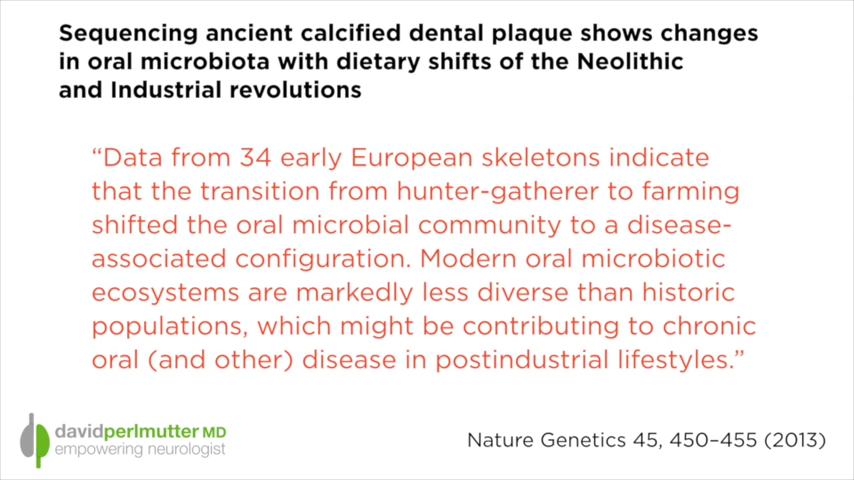 Sequencing ancient calcified dental plaque shows changes
in oral microbiota with dietary shifts of the Neolithic
and Industrial revolutions
“Data from 34 early European skeletons indicate
that the transition from hunter-gatherer to farming
shifted the oral microbial community to a disease-
associated configuration. Modern oral microbiotic
ecosystems are markedly less diverse than historic
populations, which might be contributing to chronic
oral (and other) disease in postindustrial lifestyles.”
davidperlmutter MD
empowering neurologist
Nature Genetics 45, 450–455 (2013)